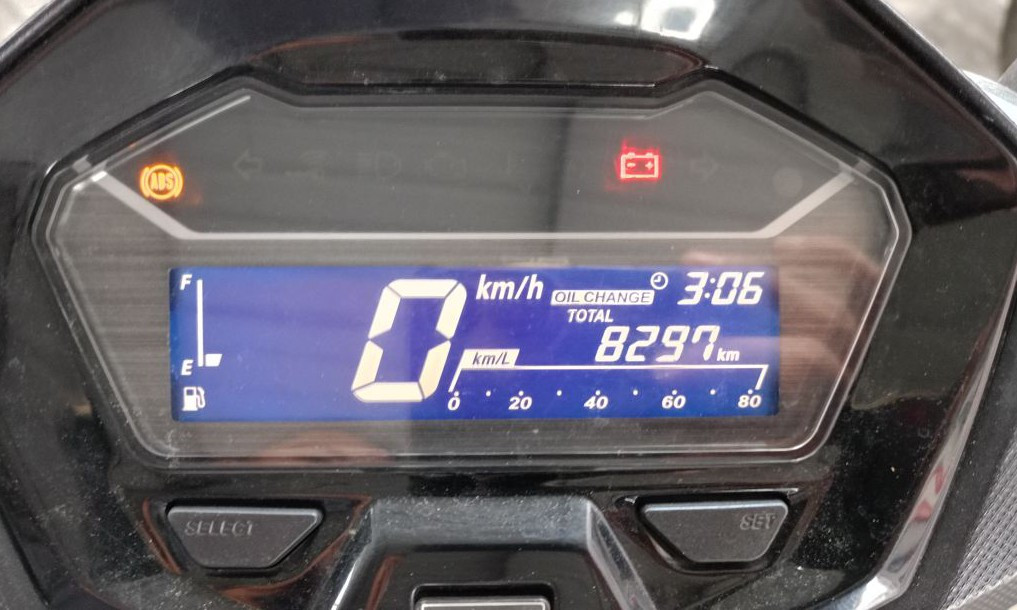 ABS
F
km/h
OIL CHANGE
3:06
TOTAL
0
8297 km
km/L
E
0 20 40 60 80
SELECT
SET